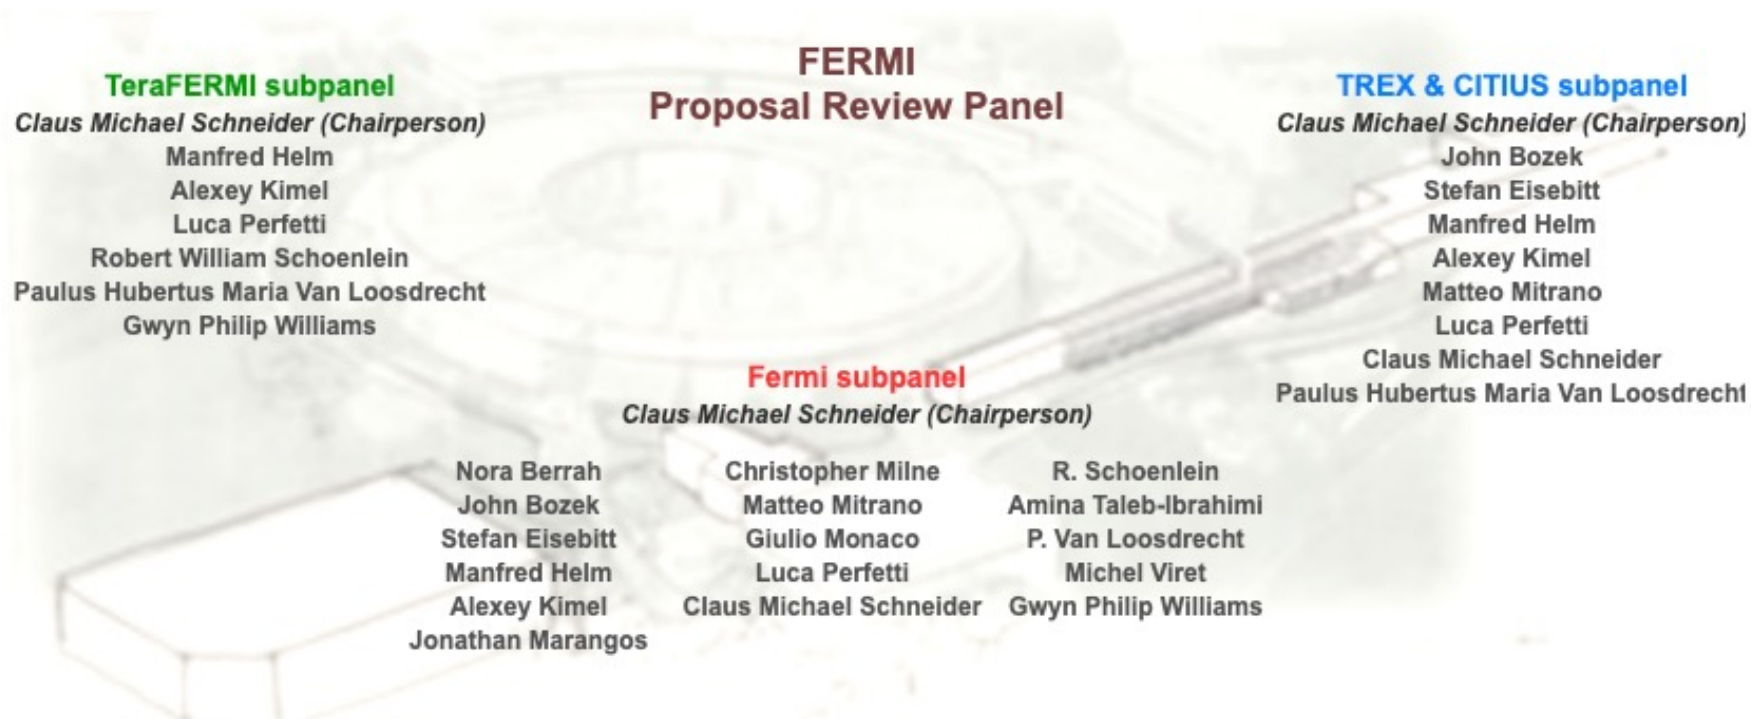 FERMI
Proposal Review Panel
TeraFERMI subpanel
Claus Michael Schneider (Chairperson)
Manfred Helm
Alexey Kimel
Luca Perfetti
Robert William Schoenlein
Paulus Hubertus Maria Van Loosdrecht
Gwyn Philip Williams
TREX & CITIUS subpanel
Claus Michael Schneider (Chairperson)
John Bozek
Stefan Eisebitt
Manfred Helm
Alexey Kimel
Matteo Mitrano
Luca Perfetti
Claus Michael Schneider
Paulus Hubertus Maria Van Loosdrecht
Fermi subpanel
Claus Michael Schneider (Chairperson)
Nora Berrah
John Bozek
Stefan Eisebitt
Manfred Helm
Alexey Kimel
Jonathan Marangos
Christopher Milne
Matteo Mitrano
Giulio Monaco
Luca Perfetti
Claus Michael Schneider
R. Schoenlein
Amina Taleb-Ibrahimi
P. Van Loosdrecht
Michel Viret
Gwyn Philip Williams